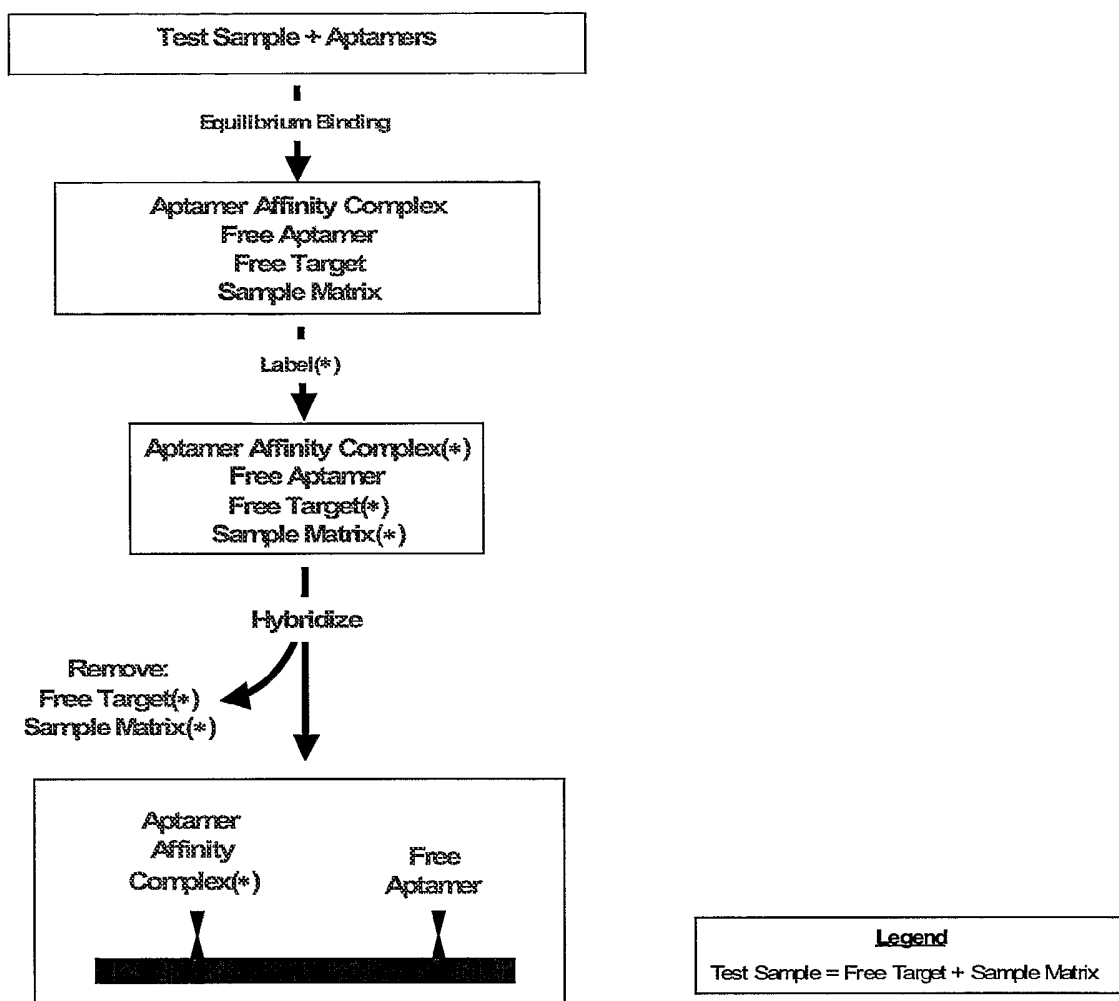 Test Sample + Aptamers
Equilibrium Binding
Aptamer Affinity Complex
Free Aptamer
Free Target
Sample Matrix
Label(*)
Aptamer Affinity Complex(*)
Free Aptamer
Free Target(*)
Sample Matrix(*)
Hybridize
Remove:
Free Target(*)
Sample Matrix(*)
Aptamer
Affinity
Complex(*)
Free
Aptamer
Legend
Test Sample = Free Target + Sample Matrix